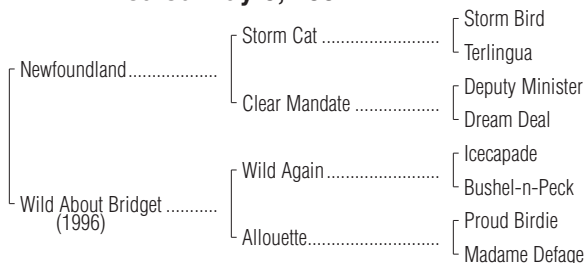 Storm Bird
Storm Cat ........................
Terlingua
Newfoundland..................
Deputy Minister
Clear Mandate .................
Dream Deal
Icecapade
Wild Again .......................
Bushel-n-Peck
Wild About Bridget ..........
(1996)
Proud Birdie
Allouette...........................
Madame Defage